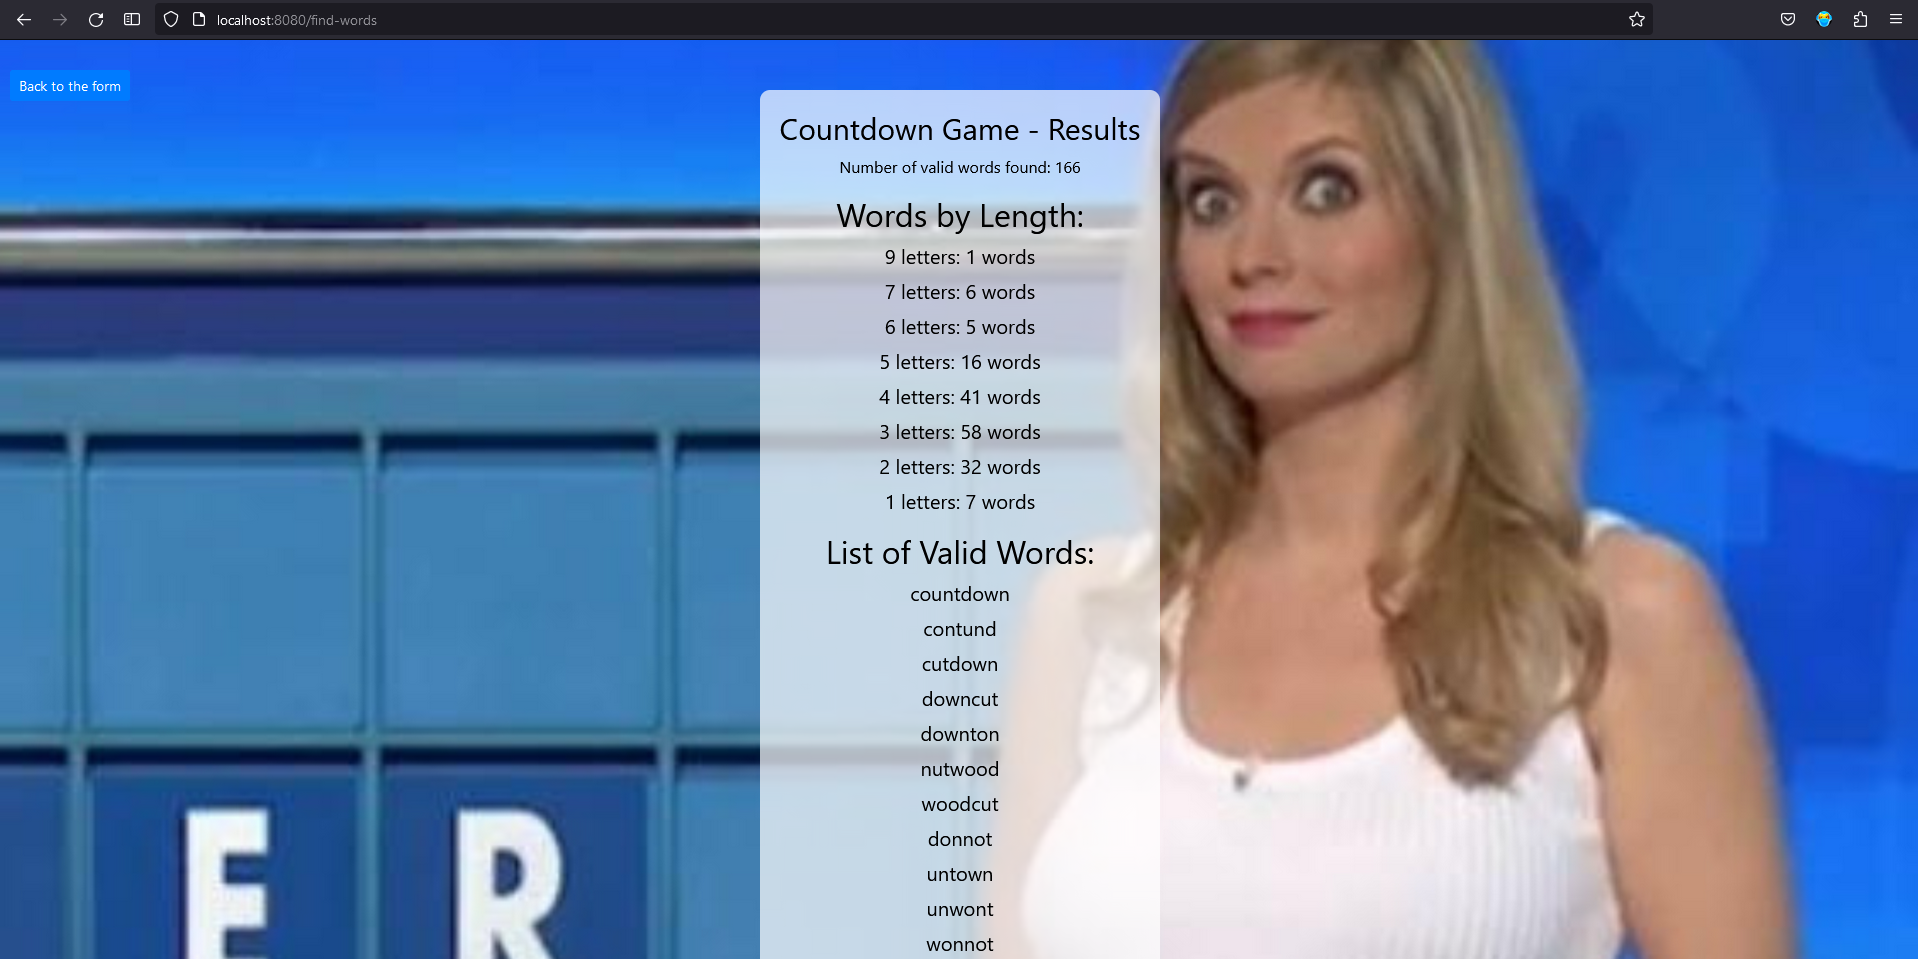 localhost:8080/find-words
Back to the form
Countdown Game - Results
Number of valid words found: 166
Words by Length:
9 letters: 1 words
7 letters: 6 words
6 letters: 5 words
5 letters: 16 words
4 letters: 41 words
3 letters: 58 words
2 letters: 32 words
1 letters: 7 words
List of Valid Words:
countdown
contund
cutdown
downcut
downton
nutwood
woodcut
donnot
untown
unwont
wonnot
E R